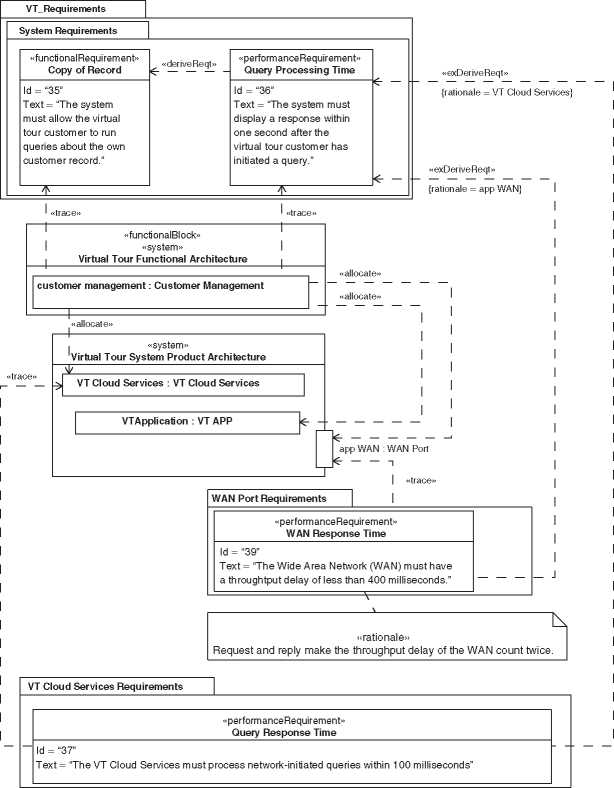 VT_Requirements
System Requirements
«functionalRequirement»
Copy of Record
Id = “35”
Text = “The system
must allow the virtual
tour customer to run
queries about the own
customer record.”
«deriveReqt»
«performanceRequirement»
Query Processing Time
Id = “36”
Text = “The system must
display a response within
one second after the
virtual tour customer has
initiated a query.”
«exDeriveReqt»
{rationale = VT Cloud Services}
«exDeriveReqt»
{rationale = app WAN}
«trace»
«trace»
«functionalBlock»
«system»
Virtual Tour Functional Architecture
customer management : Customer Management
«allocate»
«allocate»
«allocate»
«system»
Virtual Tour System Product Architecture
«trace»
VT Cloud Services : VT Cloud Services
VTApplication : VT APP
app WAN : WAN Port
«trace»
WAN Port Requirements
«performanceRequirement»
WAN Response Time
Id = “39”
Text = “The Wide Area Network (WAN) must have
a throughtput delay of less than 400 milliseconds.”
«rationale»
Request and reply make the throughput delay of the WAN count twice.
VT Cloud Services Requirements
«performanceRequirement»
Query Response Time
Id = “37”
Text = “The VT Cloud Services must process network-initiated queries within 100 milliseconds”